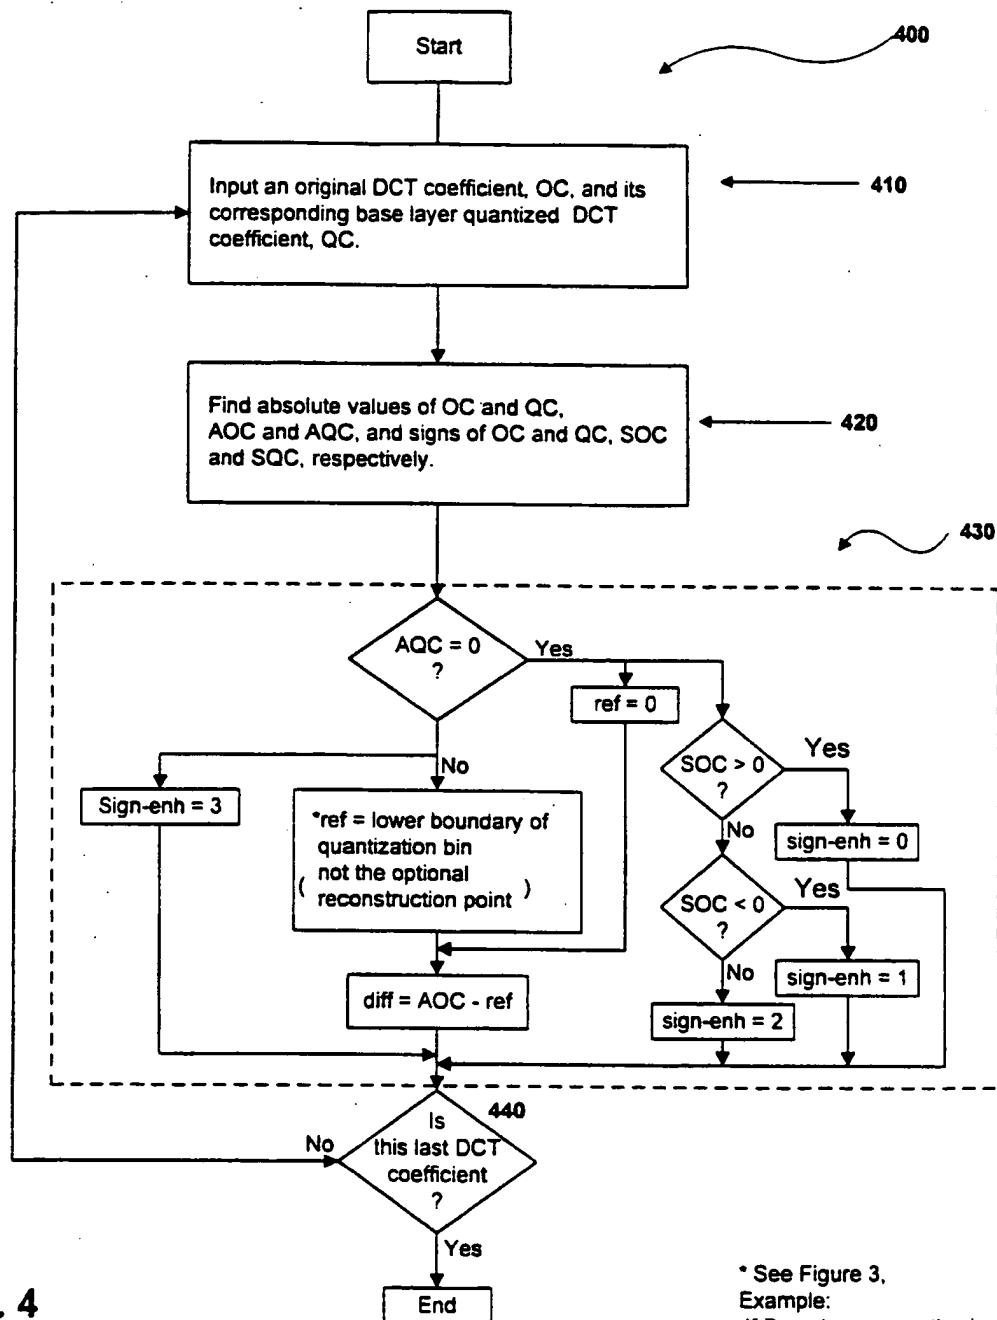 Start
400
Input an original DCT coefficient, OC, and its
corresponding base layer quantized DCT
coefficient, QC.
410
Find absolute values of OC and QC,
AOC and AQC, and signs of OC and QC, SOC
and SQC, respectively.
420
430
AQC = 0
?
Yes
ref = 0
SOC > 0
?
Yes
No
Sign-enh = 3
*ref = lower boundary of
quantization bin
( not the optional
reconstruction point )
No
sign-enh = 0
SOC < 0
?
Yes
diff = AOC - ref
No
sign-enh = 1
sign-enh = 2
440
Is
this last DCT
coefficient
?
No
Yes
End
. 4
* See Figure 3,
Example: